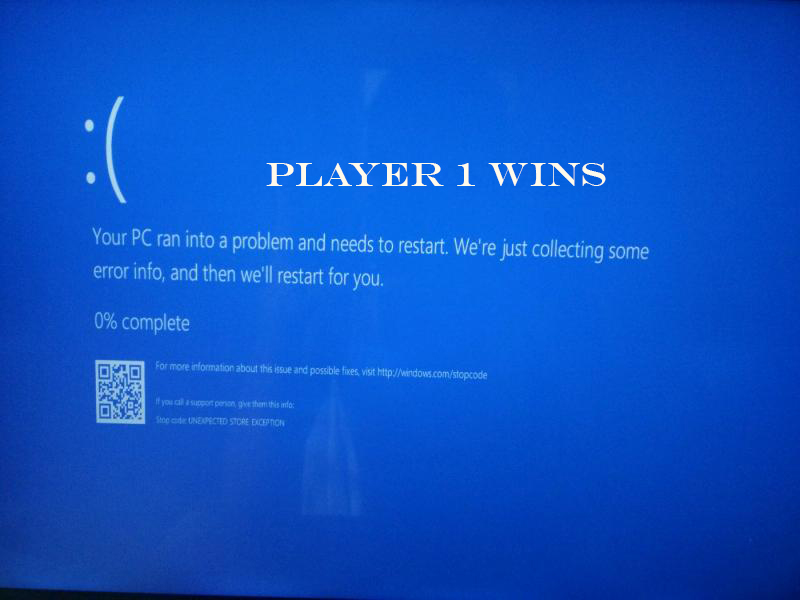 :(
PLAYER 1 WINS
Your PC ran into a problem and needs to restart. We're just collecting some
error info, and then we'll restart for you.
0% complete
For more information about this issue and possible fixes, visit http://windows.com/stopcode
If you call a support person, give them this info:
Stop code: UNEXPECTED STORE EXCEPTION